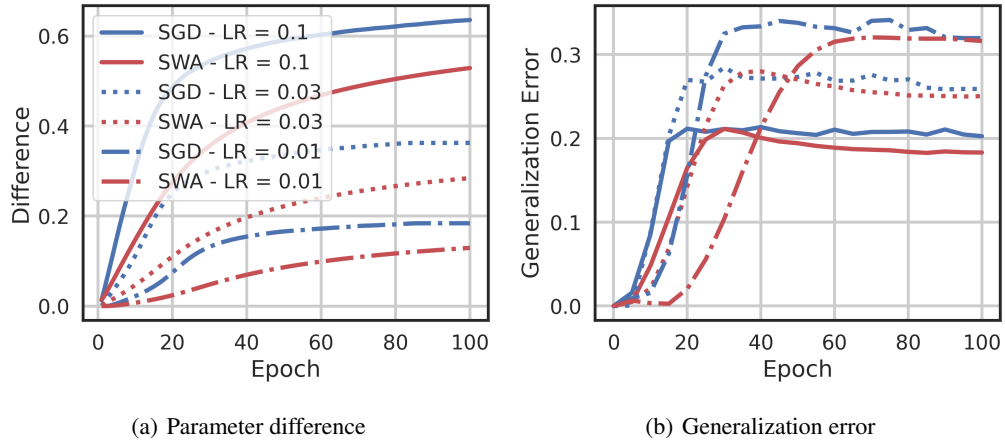 SGD - LR = 0.1
SWA - LR = 0.1
SGD - LR = 0.03
SWA - LR = 0.03
SGD - LR = 0.01
SWA - LR = 0.01
0.6
0.4
0.2
0.0
Difference
0 20 40 60 80 100
Epoch
(a) Parameter difference
0.3
0.2
0.1
0.0
Generalization Error
0 20 40 60 80 100
Epoch
(b) Generalization error